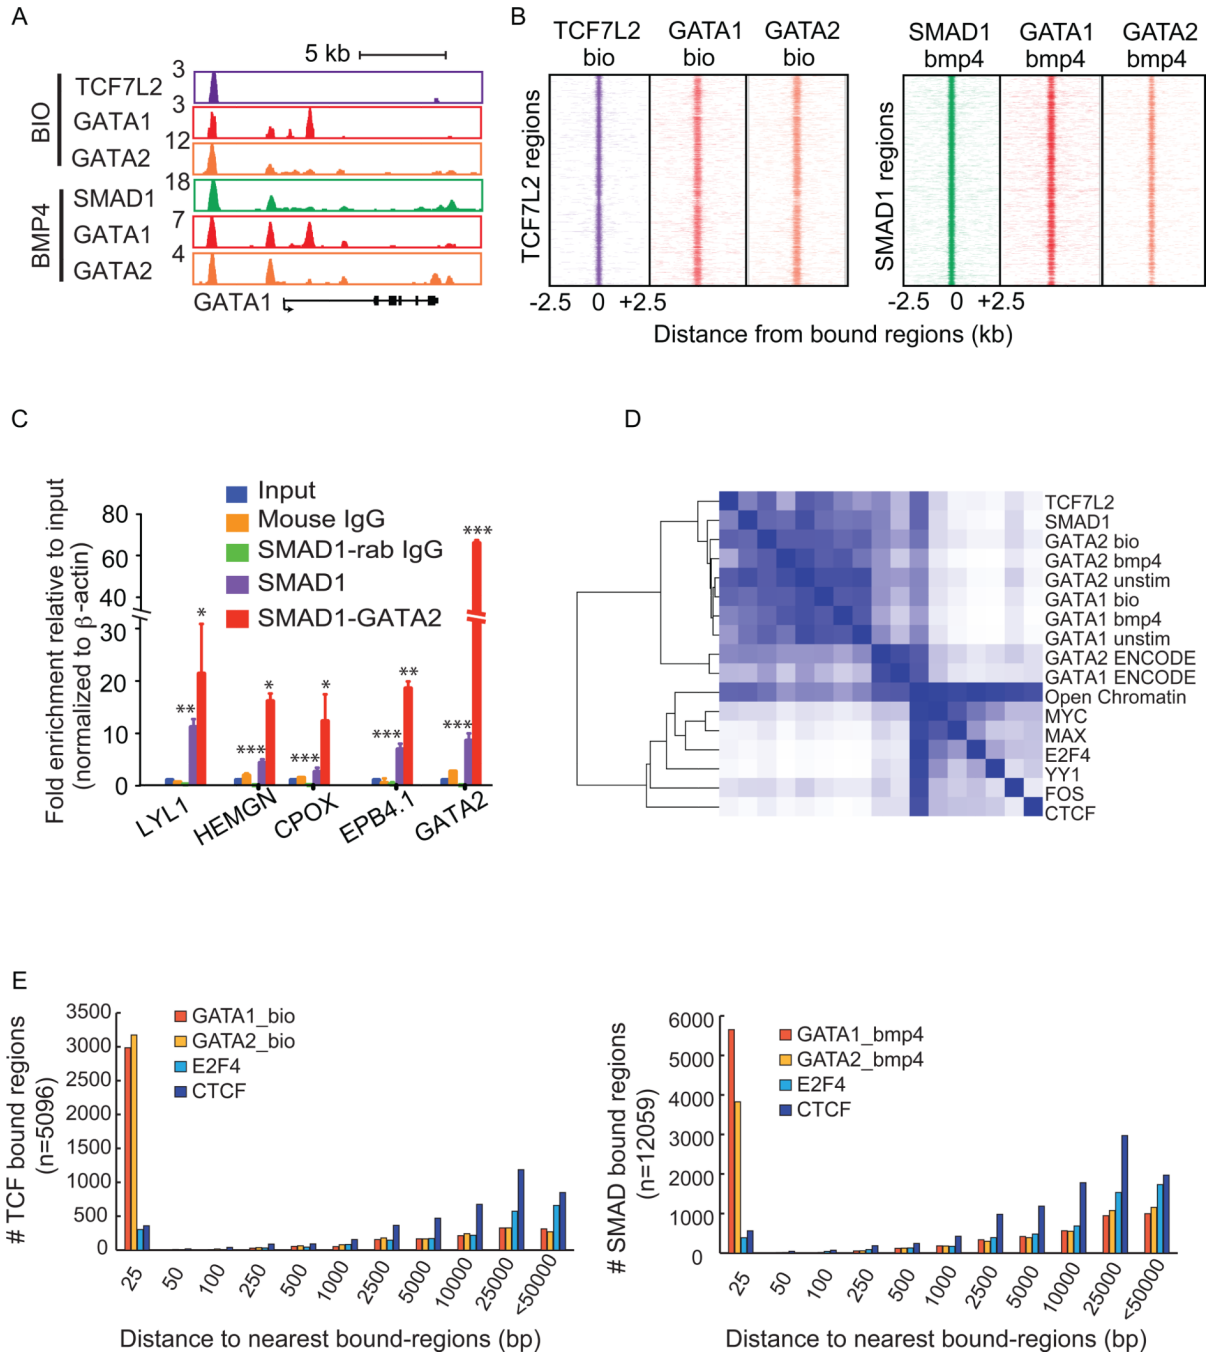 A
5 kb
BIO
3
TCF7L2
3
GATA1
12
12
GATA2
18
BMP4
SMAD1
7
GATA1
4
GATA2
GATA1
B
TCF7L2 GATA1 GATA2
bio bio bio
TCF7L2 regions
-2.5 0 +2.5
SMAD1 GATA1 GATA2
bmp4 bmp4 bmp4
SMAD1 regions
-2.5 0 +2.5
Distance from bound regions (kb)
C
Fold enrichment relative to input
(normalized to β-actin)
Input
Mouse IgG
SMAD1-rab IgG
SMAD1
SMAD1-GATA2
80
60
40
30
20
10
0
** *
*** *
*** *
*** **
*** ***
LYL1 HEMGN CPOX EPB4.1 GATA2
D
TCF7L2
SMAD1
GATA2 bio
GATA2 bmp4
GATA2 unstim
GATA1 bio
GATA1 bmp4
GATA1 unstim
GATA2 ENCODE
GATA1 ENCODE
Open Chromatin
MYC
MAX
E2F4
YY1
FOS
CTCF
E
# TCF bound regions
(n=5096)
3500
3000
2500
2000
1500
1000
500
0
GATA1_bio
GATA2_bio
E2F4
CTCF
25 50 100 250 500 1000 2500 5000 10000 25000 <50000
Distance to nearest bound-regions (bp)
# SMAD bound regions
(n=12059)
6000
5000
4000
3000
2000
1000
0
GATA1_bmp4
GATA2_bmp4
E2F4
CTCF
25 50 100 250 500 1000 2500 5000 10000 25000 <50000
Distance to nearest bound-regions (bp)